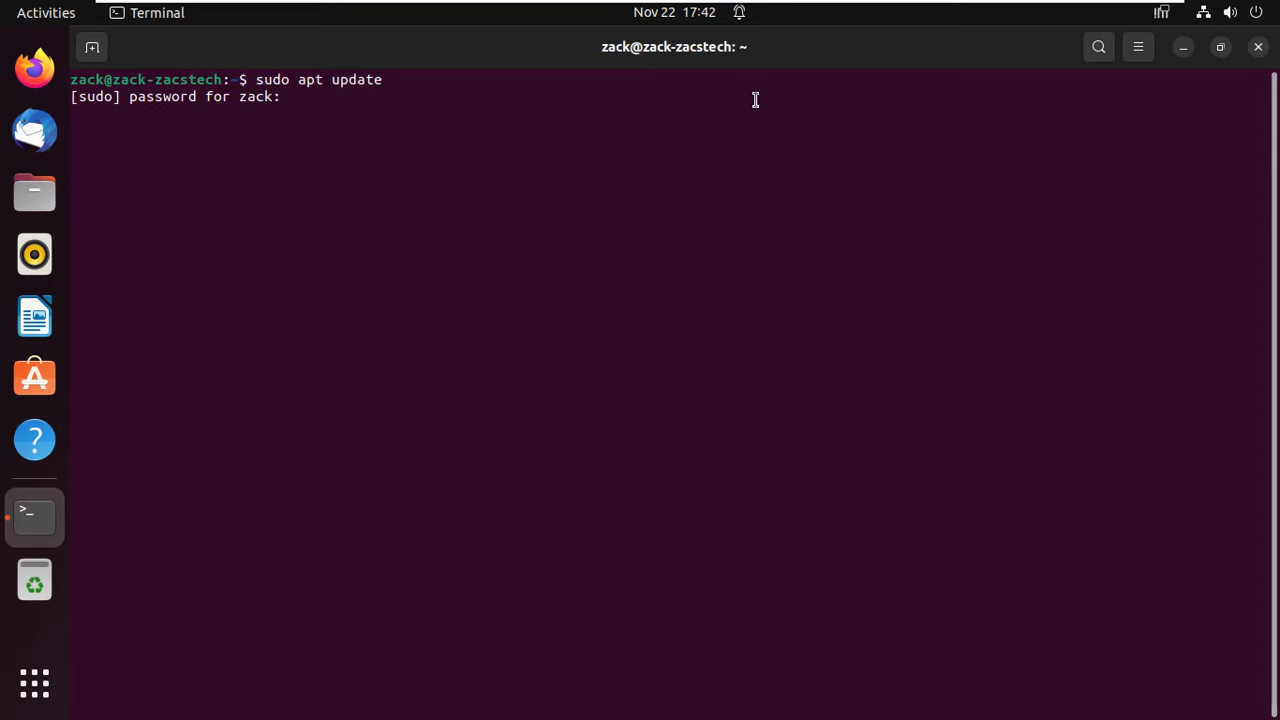 Activities
Terminal
Nov 22 17:42
zack@zack-zacstech: ~
zack@zack-zacstech:~$ sudo apt update
[sudo] password for zack: